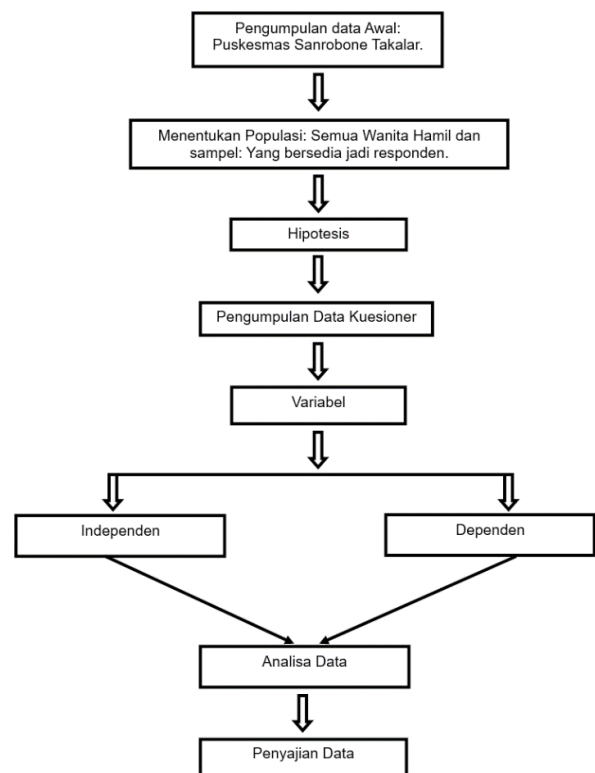 Pengumpulan data Awal:
Puskesmas Sanrobone Takalar.
Menentukan Populasi: Semua Wanita Hamil dan
sampel: Yang bersedia jadi responden.
Hipotesis
Pengumpulan Data Kuesioner
Variabel
Independen
Dependen
Analisa Data
Penyajian Data